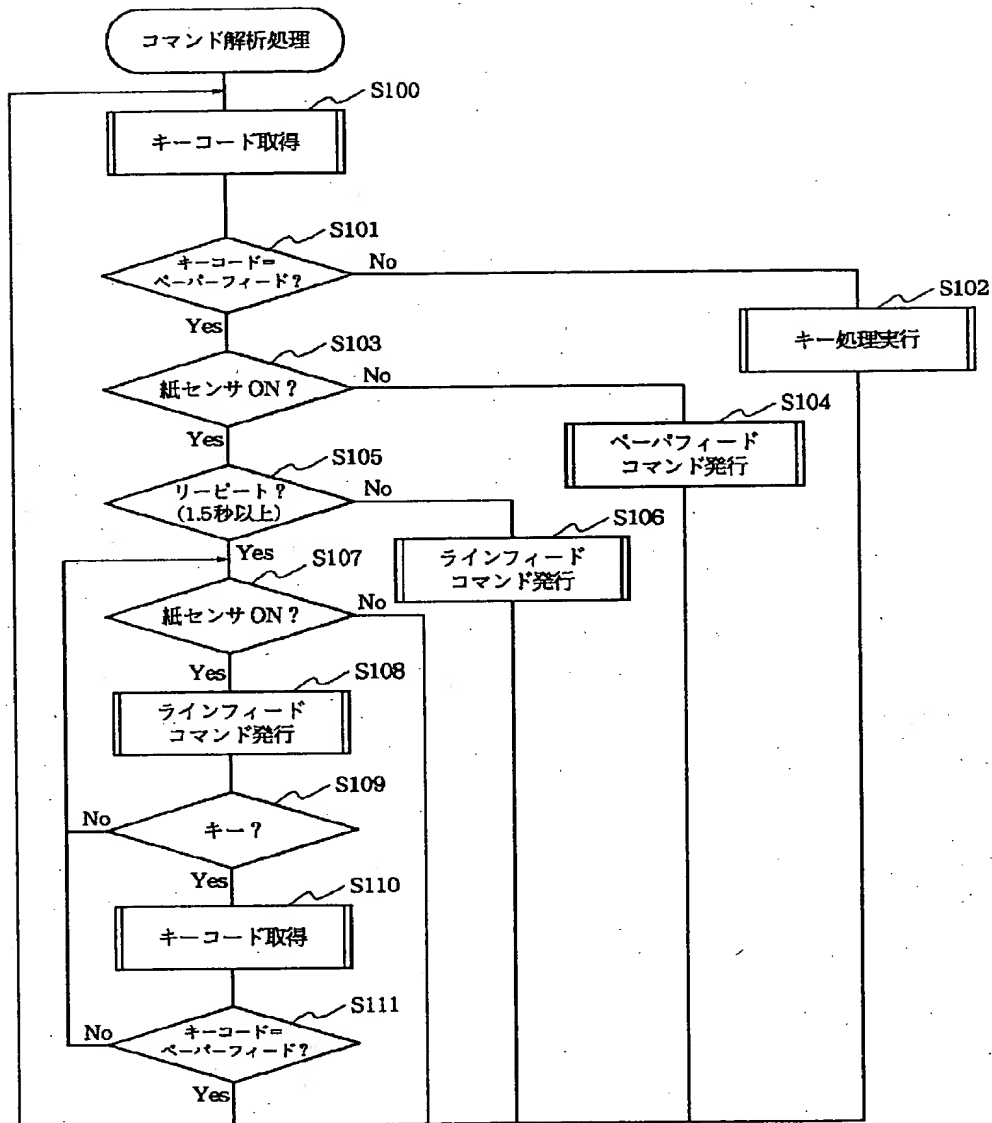 コマンド解析処理
S100
キーコード取得
S101
キーコード=
ペーパーフィード?
No
Yes
S102
キー処理実行
S103
紙センサON?
No
Yes
S104
ペーパフィード
コマンド発行
S105
リーピート?
(1.5秒以上)
No
Yes
S106
ラインフィード
コマンド発行
S107
紙センサON?
No
Yes
S108
ラインフィード
コマンド発行
S109
No
キー?
Yes
S110
キーコード取得
S111
No
キーコード=
ペーパーフィード?
Yes